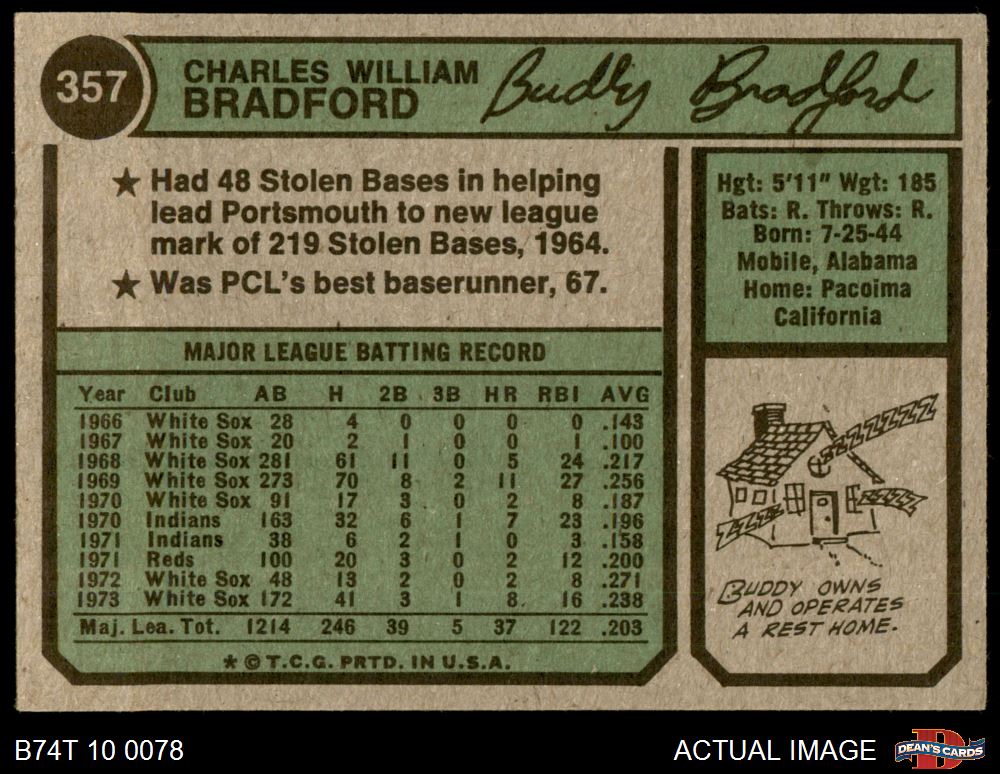 357
CHARLES WILLIAM
BRADFORD
Buddy Bradford
★ Had 48 Stolen Bases in helping
lead Portsmouth to new league
mark of 219 Stolen Bases, 1964.
★ Was PCL's best baserunner, 67.
Hgt: 5'11" Wgt: 185
Bats: R. Throws: R.
Born: 7-25-44
Mobile, Alabama
Home: Pacoima
California
MAJOR LEAGUE BATTING RECORD
Year Club AB H 2B 3B HR RBI AVG
1966 White Sox 28 4 0 0 0 0 .143
1967 White Sox 20 2 1 0 0 1 .100
1968 White Sox 281 61 11 0 5 24 .217
1969 White Sox 273 70 8 2 11 27 .256
1970 White Sox 91 17 3 0 2 8 .187
1970 Indians 163 32 6 1 7 23 .196
1971 Indians 38 6 2 1 0 3 .158
1971 Reds 100 20 3 0 2 12 .200
1972 White Sox 48 13 2 0 2 8 .271
1973 White Sox 172 41 3 1 8 16 .238
Maj. Lea. Tot. 1214 246 39 5 37 122 .203
* © T.C.G. PRTD. IN U.S.A.
ZZZZZZZ
ZZZZ
ZZZZ
BUDDY OWNS
AND OPERATES
A REST HOME.
B74T 10 0078
ACTUAL IMAGE
D
DEAN'S CARDS